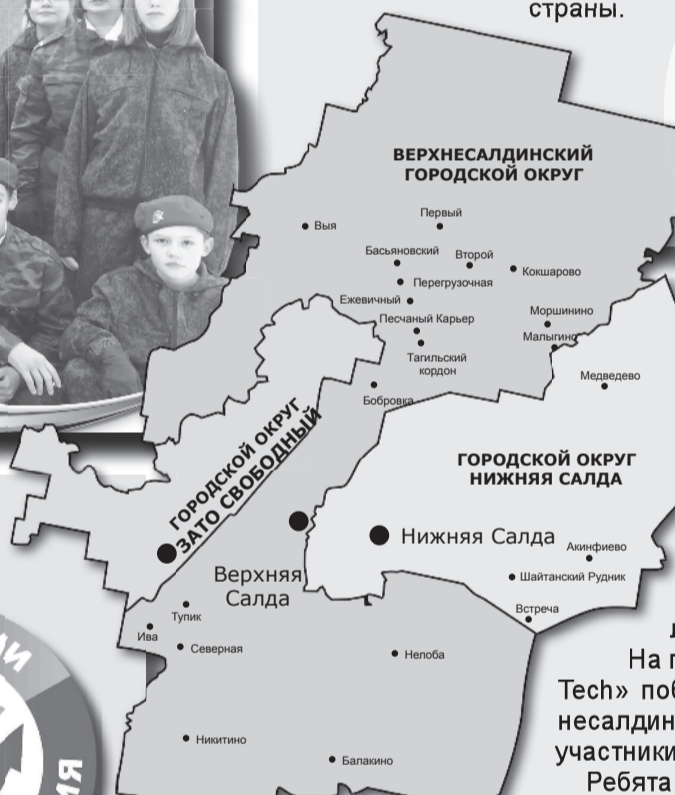 страны.
ВЕРХНЕСАЛДИНСКИЙ
ГОРОДСКОЙ ОКРУГ
Первый
Выя
Басьяновский
Второй
Кокшарово
Перегрузочная
Ежевичный
Песчаный Карьер
Моршинино
Малыгино
Тагильский
кордон
Медведево
Бобровка
ГОРОДСКОЙ ОКРУГ
ЗАТО СВОБОДНЫЙ
ГОРОДСКОЙ ОКРУГ
НИЖНЯЯ САЛДА
Нижняя Салда
Акинфиево
Верхняя
Салда
Шайтанский Рудник
Тупик
Встреча
Ива
Северная
Нелоба
На
Tech»
несалдин
участники
Ребята
Никитино
Балакино